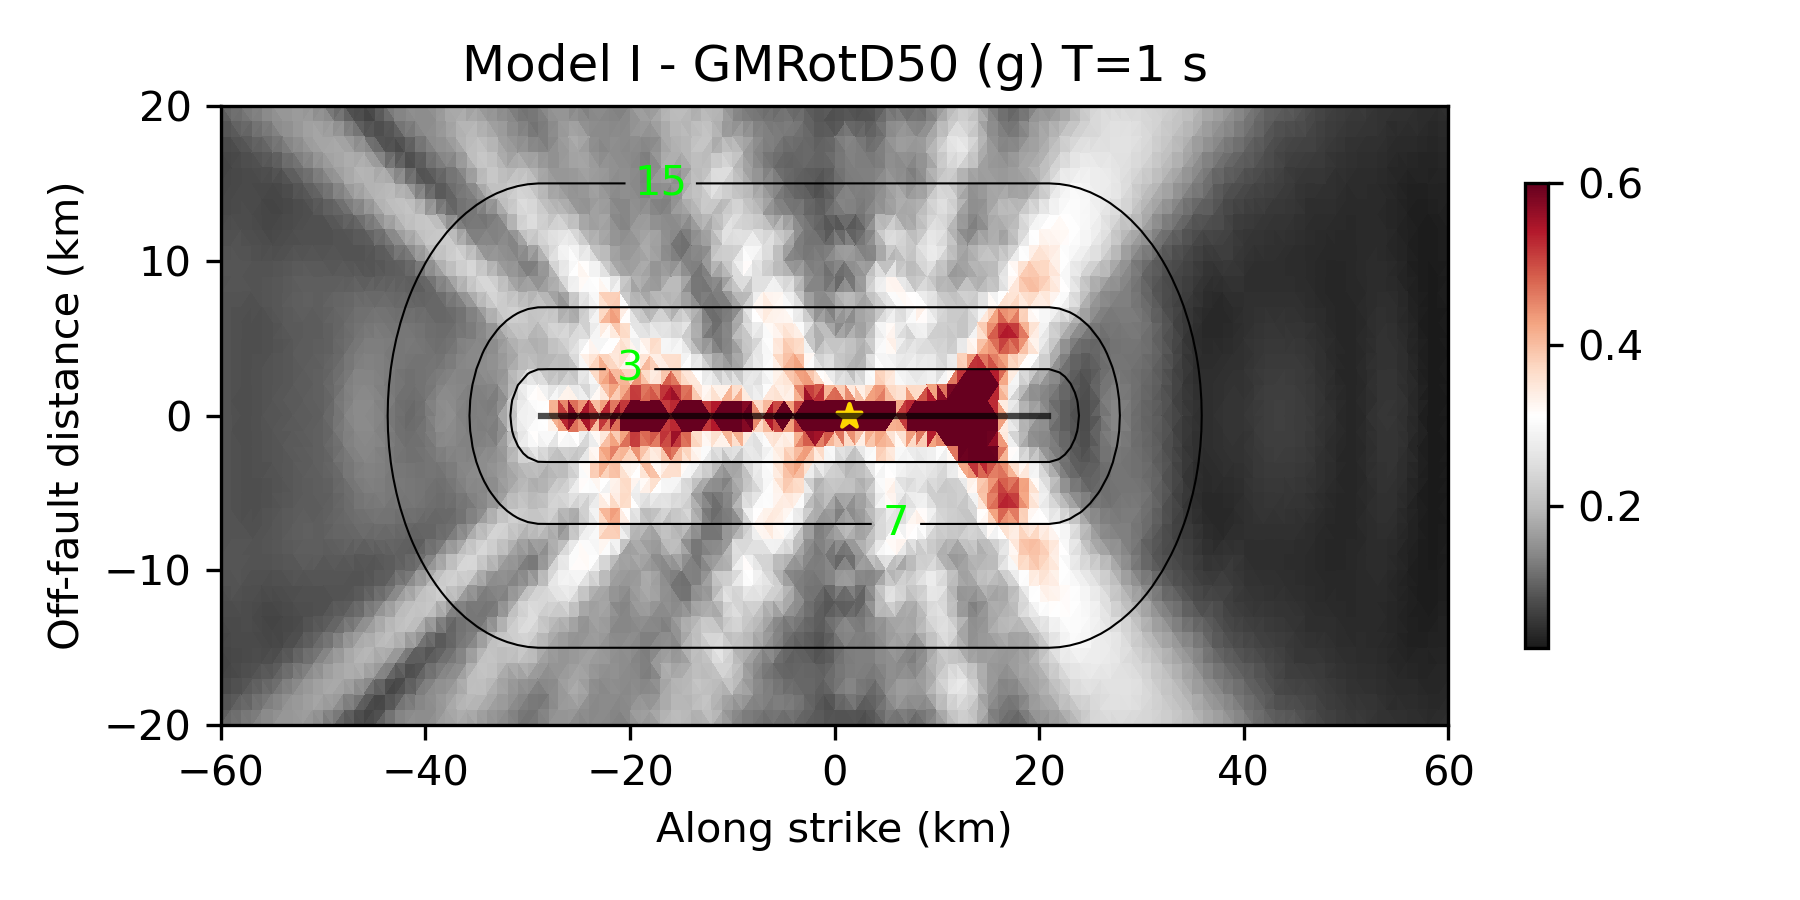 Model I - GMRotD50 (g) T=1 s
20
10
0
−10
−20
Off-fault distance (km)
15
3
7
−60 −40 −20 0 20 40 60
Along strike (km)
0.6
0.4
0.2